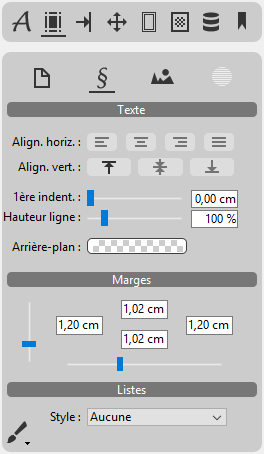 A
§
Texte
Align. horiz. :
Align. vert. :
1ère indent. : 0,00 cm
Hauteur ligne : 100 %
Arrière-plan :
Marges
1,02 cm
1,20 cm 1,20 cm
1,02 cm
Listes
Style : Aucune